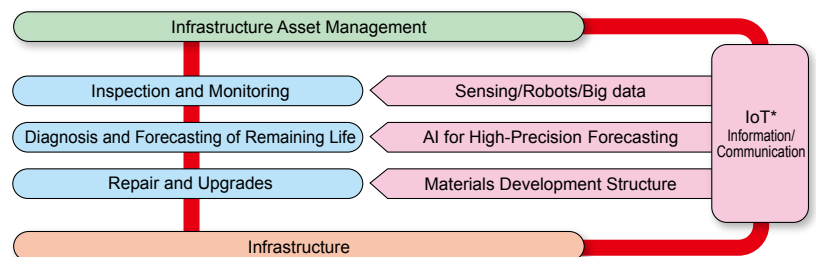 Infrastructure Asset Management
Inspection and Monitoring
Sensing/Robots/Big data
Diagnosis and Forecasting of Remaining Life
AI for High-Precision Forecasting
Repair and Upgrades
Materials Development Structure
IoT*
Information/
Communication
Infrastructure